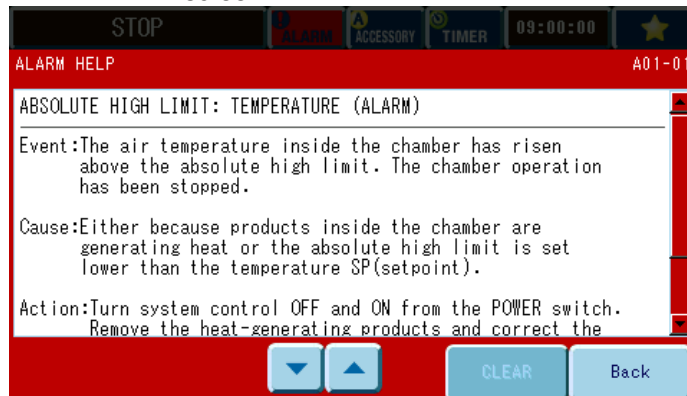 STOP
ALARM
ACCESSORY
TIMER
09:00:00
ALARM HELP
A01-01
ABSOLUTE HIGH LIMIT: TEMPERATURE (ALARM)
Event:The air temperature inside the chamber has risen
above the absolute high limit. The chamber operation
has been stopped.
Cause:Either because products inside the chamber are
generating heat or the absolute high limit is set
lower than the temperature SP(setpoint).
Action:Turn system control OFF and ON from the POWER switch.
Remove the heat-generating products and correct the
CLEAR
Back